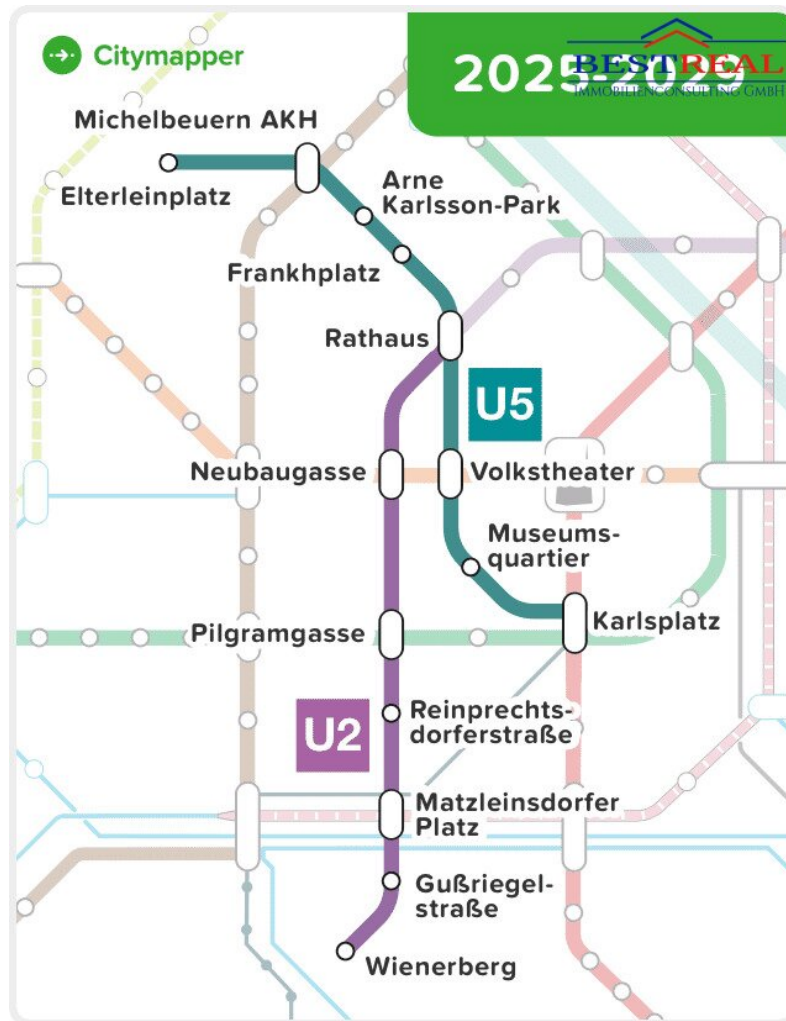 Citymapper
2025-2029
BESTREAL
IMMOBILIENCONSULTING GMBH
Michelbeuern AKH
Elterleinplatz
Arne
Karlsson-Park
Frankhplatz
Rathaus
U5
Neubaugasse
Volkstheater
Museums-
quartier
Karlsplatz
Pilgramgasse
Reinprechts-
dorferstraße
U2
Matzleinsdorfer
Platz
Gußriegel-
straße
Wienerberg